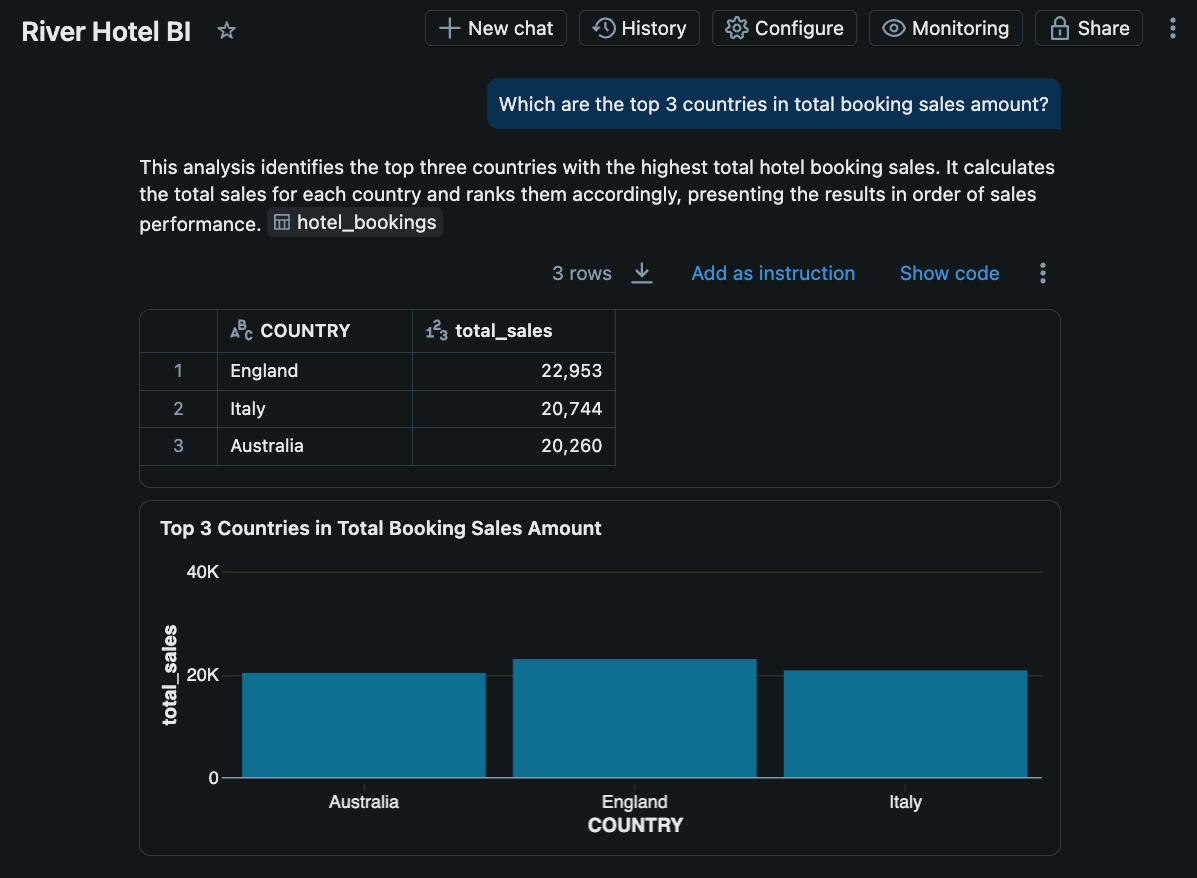 River Hotel BI
New chat
History
Configure
Monitoring
Share
Which are the top 3 countries in total booking sales amount?
This analysis identifies the top three countries with the highest total hotel booking sales. It calculates
the total sales for each country and ranks them accordingly, presenting the results in order of sales
performance. hotel_bookings
3 rows Add as instruction Show code
ABC COUNTRY 123 total_sales
1 England 22,953
2 Italy 20,744
3 Australia 20,260
Top 3 Countries in Total Booking Sales Amount
40K
20K
0
total_sales
Australia England Italy
COUNTRY